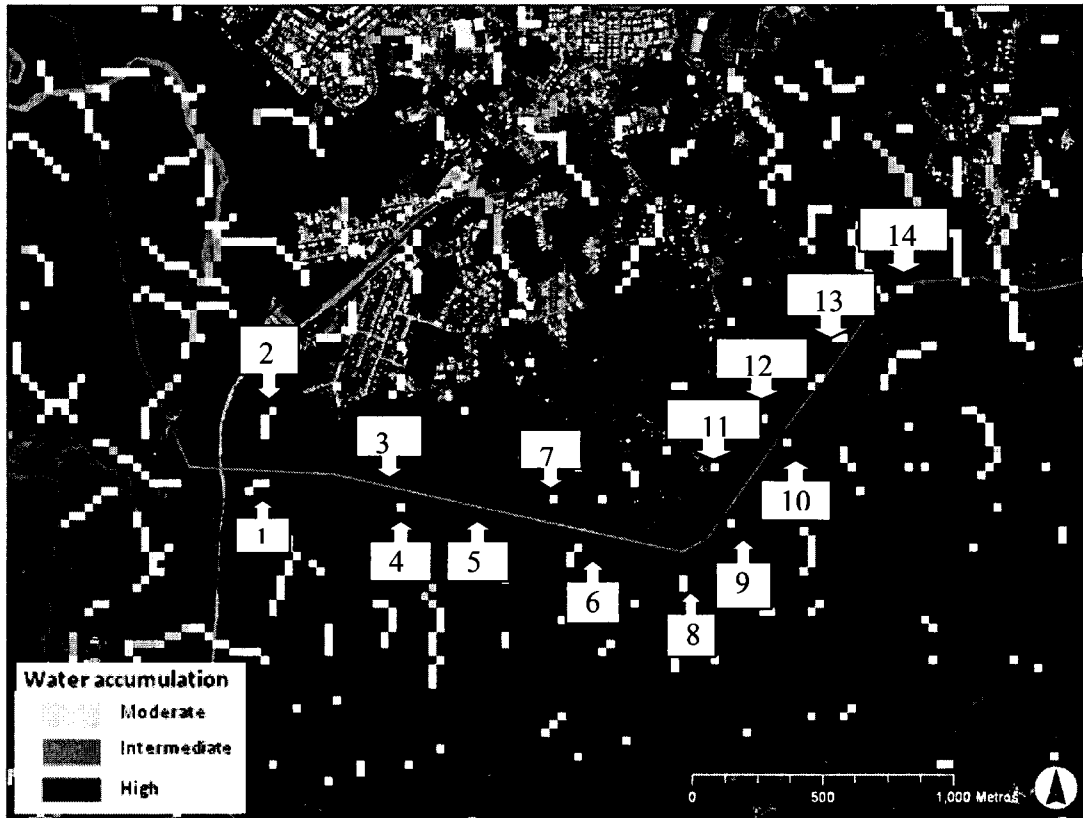 14
13
2
12
11
3
7
10
1
4
5
9
6
8
Water accumulation
Moderate
Intermediate
High
0 500 1,000 Metros